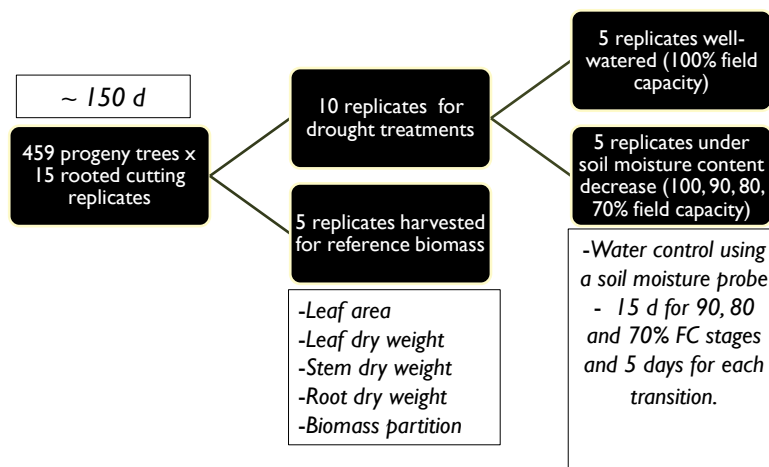 ~ 150 d
459 progeny trees x
15 rooted cutting
replicates
10 replicates for
drought treatments
5 replicates harvested
for reference biomass
-Leaf area
-Leaf dry weight
-Stem dry weight
-Root dry weight
-Biomass partition
5 replicates well-
watered (100% field
capacity)
5 replicates under
soil moisture content
decrease (100, 90, 80,
70% field capacity)
-Water control using
a soil moisture probe
- 15 d for 90, 80
and 70% FC stages
and 5 days for each
transition.